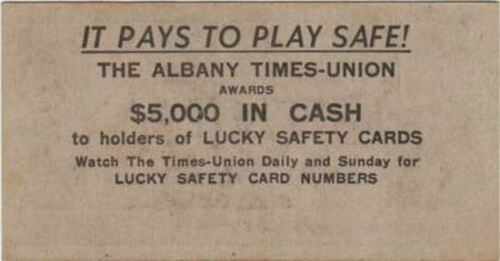 IT PAYS TO PLAY SAFE!
THE ALBANY TIMES-UNION
AWARDS
$5,000 IN CASH
to holders of LUCKY SAFETY CARDS
Watch The Times-Union Daily and Sunday for
LUCKY SAFETY CARD NUMBERS